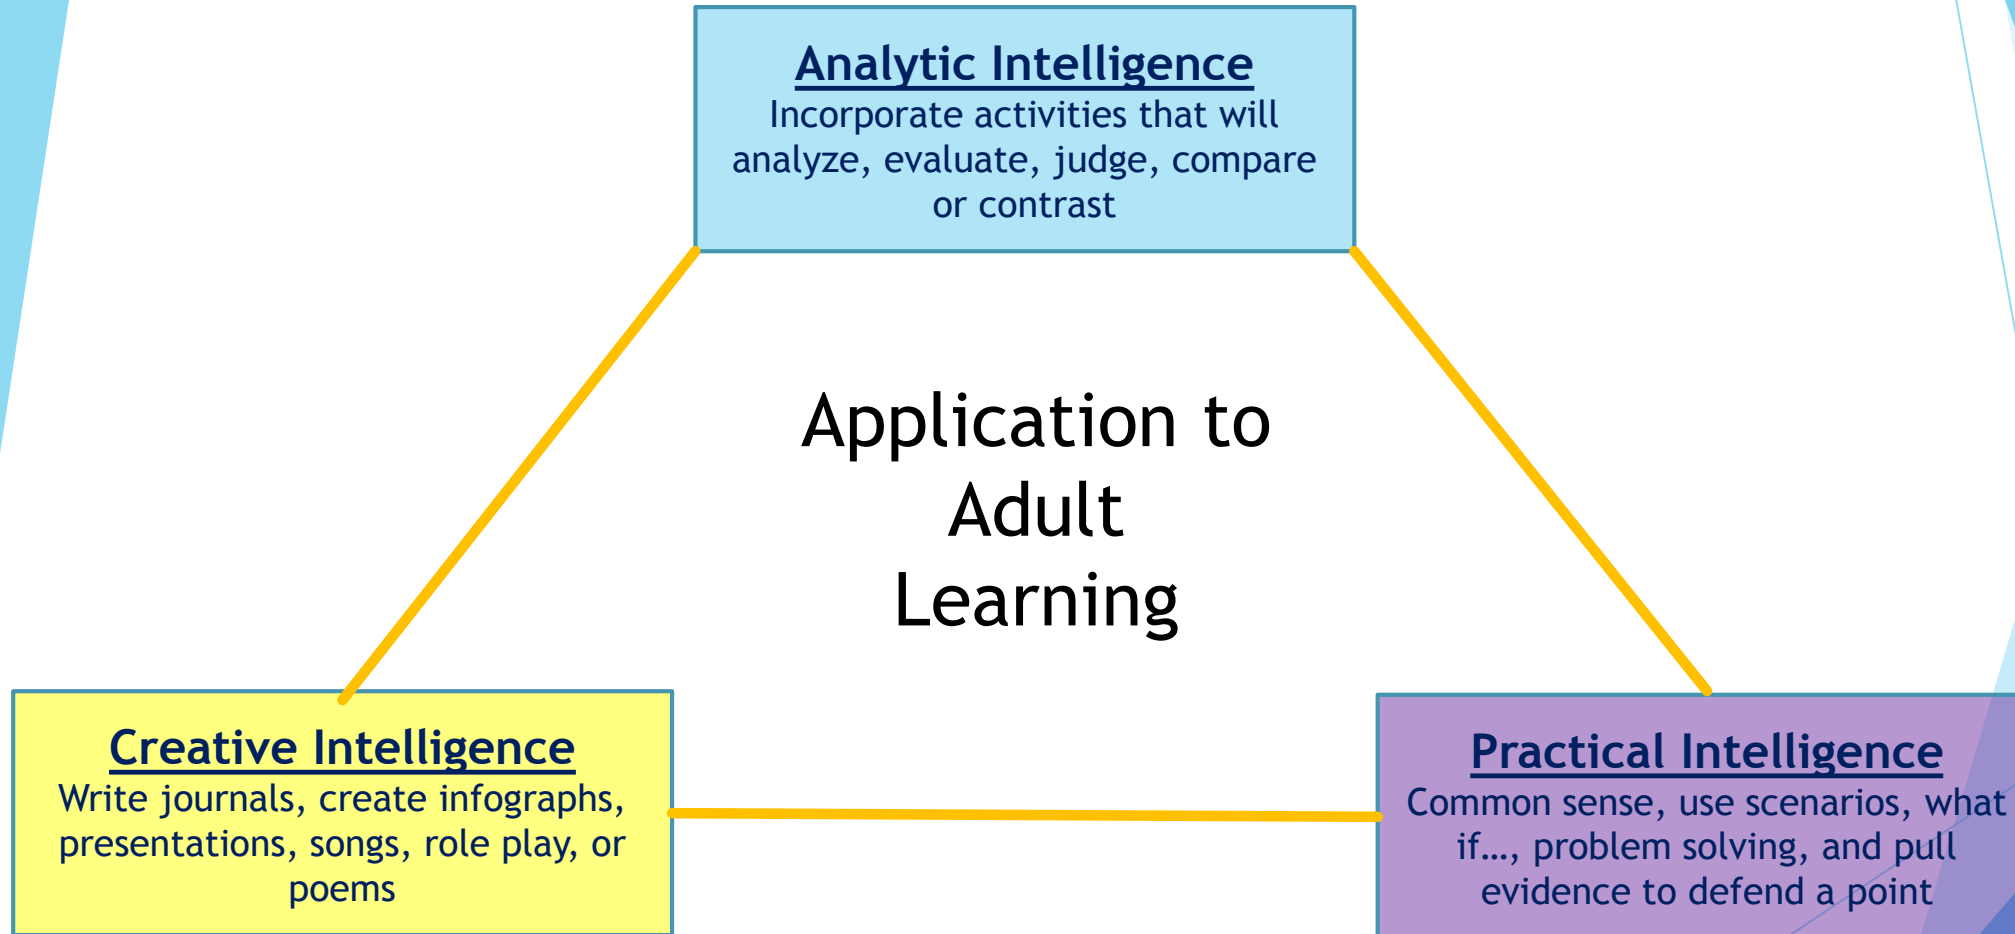 Analytic Intelligence
Incorporate activities that will
analyze, evaluate, judge, compare
or contrast
Application to
Adult
Learning
Creative Intelligence
Write journals, create infographs,
presentations, songs, role play, or
poems
Practical Intelligence
Common sense, use scenarios, what
if…, problem solving, and pull
evidence to defend a point